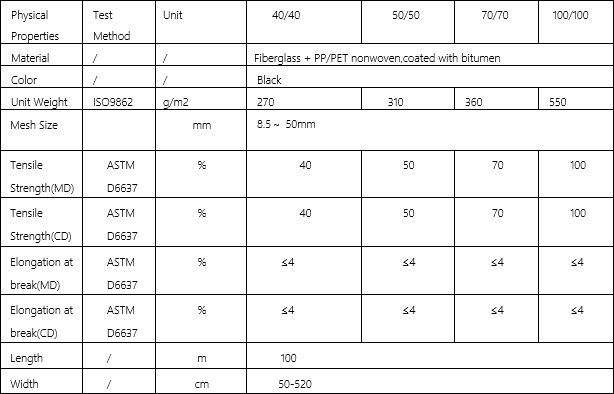 Physical Properties Test Method Unit 40/40 50/50 70/70 100/100
Material / / Fiberglass + PP/PET nonwoven,coated with bitumen
Color / / Black
Unit Weight ISO9862 g/m2 270 310 360 550
Mesh Size mm 8.5 ~ 50mm
Tensile Strength(MD) ASTM D6637 % 40 50 70 100
Tensile Strength(CD) ASTM D6637 % 40 50 70 100
Elongation at break(MD) ASTM D6637 % ≤4 ≤4 ≤4 ≤4
Elongation at break(CD) ASTM D6637 % ≤4 ≤4 ≤4 ≤4
Length / m 100
Width / cm 50-520